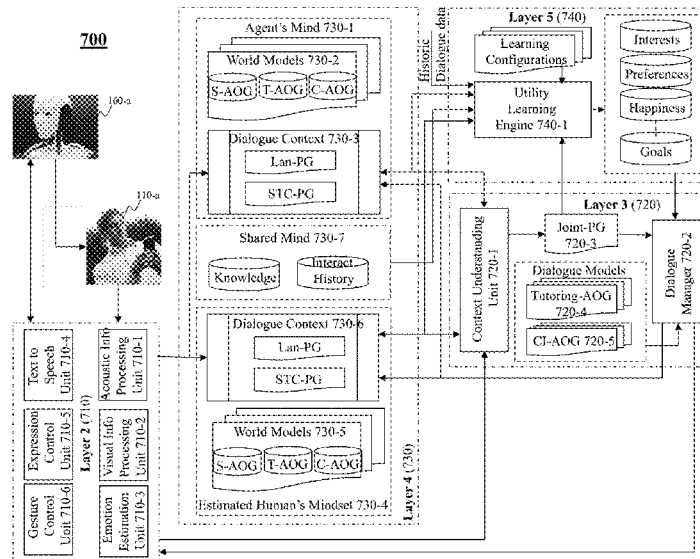 700
160-a
110-a
Agent's Mind 730-1
World Models 730-2
S-AOG
T-AOG
C-AOG
Dialogue Context 730-3
Lan-PG
STC-PG
Shared Mind 730-7
Knowledge
Interact
History
Dialogue Context 730-6
Lan-PG
STC-PG
World Models 730-5
S-AOG
T-AOG
C-AOG
Estimated Human's Mindset 730-4
Layer 4 (730)
Historic
Dialogue data
Layer 5 (740)
Learning
Configurations
Utility
Learning
Engine 740-1
Interests
Preferences
Happiness
Goals
Layer 3 (720)
Context Understanding
Unit 720-1
Joint-PG
720-3
Dialogue Models
Tutoring-AOG
720-4
CI-AOG 720-5
Dialogue
Manager 720-2
Layer 2 (710)
Text to
Speech
Unit 710-4
Acoustic Info
Processing
Unit 710-1
Expression
Control
Unit 710-5
Visual Info
Processing
Unit 710-2
Gesture
Control
Unit 710-6
Emotion
Estimation
Unit 710-3